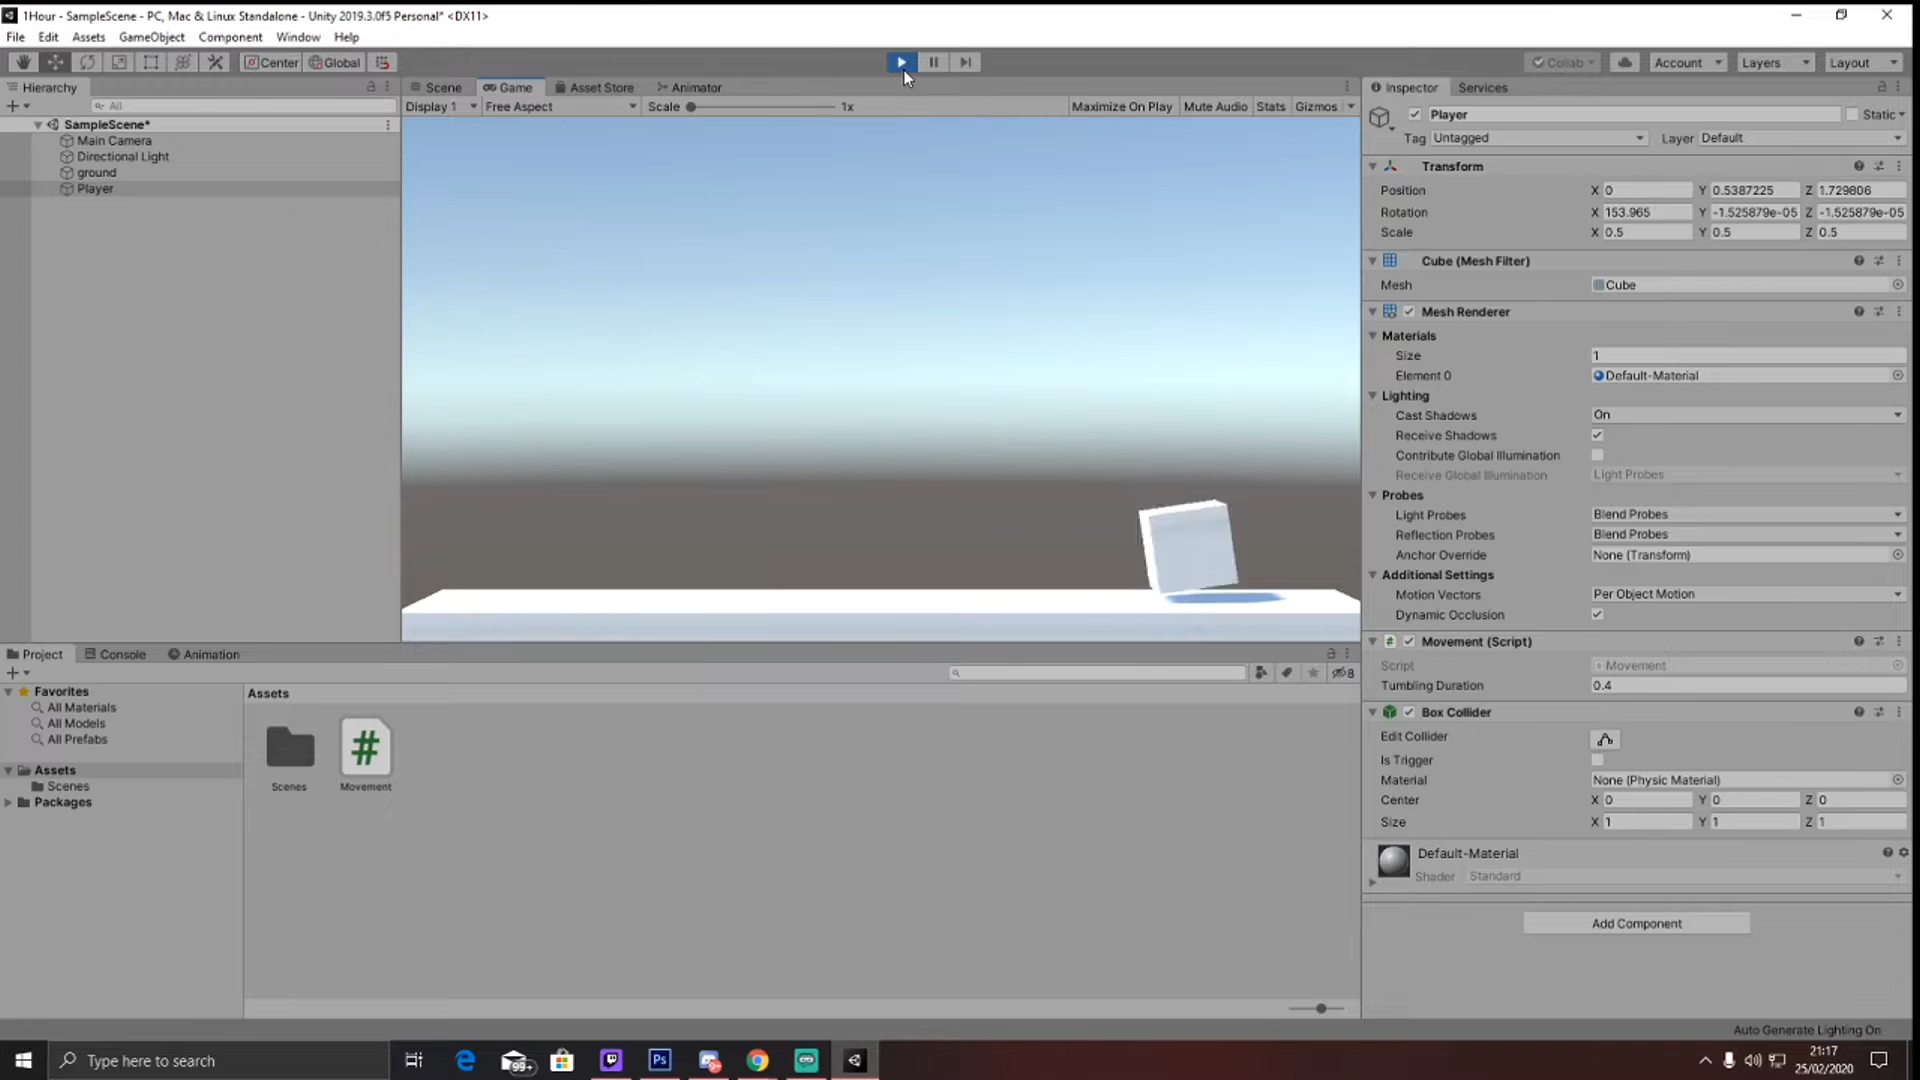 1Hour - SampleScene - PC, Mac & Linux Standalone - Unity 2019.3.0f5 Personal* <DX11>
File Edit Assets GameObject Component Window Help
Center Global Collab Account Layers Layout
Hierarchy Scene Game Asset Store Animator Inspector Services
All Display 1 Free Aspect Scale 1x Maximize On Play Mute Audio Stats Gizmos
SampleScene*
Main Camera
Directional Light
ground
Player
Player Static
Tag Untagged Layer Default
Transform
Position X 0 Y 0.5387225 Z 1.729806
Rotation X 153.965 Y -1.525879e-05 Z -1.525879e-05
Scale X 0.5 Y 0.5 Z 0.5
Cube (Mesh Filter)
Mesh Cube
Mesh Renderer
Materials
Size 1
Element 0 Default-Material
Lighting
Cast Shadows On
Receive Shadows
Contribute Global Illumination
Receive Global Illumination Light Probes
Probes
Light Probes Blend Probes
Reflection Probes Blend Probes
Anchor Override None (Transform)
Additional Settings
Motion Vectors Per Object Motion
Dynamic Occlusion
Movement (Script)
Script Movement
Tumbling Duration 0.4
Box Collider
Edit Collider
Is Trigger
Material None (Physic Material)
Center X 0 Y 0 Z 0
Size X 1 Y 1 Z 1
Default-Material
Shader Standard
Add Component
Project Console Animation
8
Favorites
All Materials
All Models
All Prefabs
Assets
Scenes
Packages
Assets
Scenes Movement
Auto Generate Lighting On
Type here to search
99+
Ps
21:17
25/02/2020